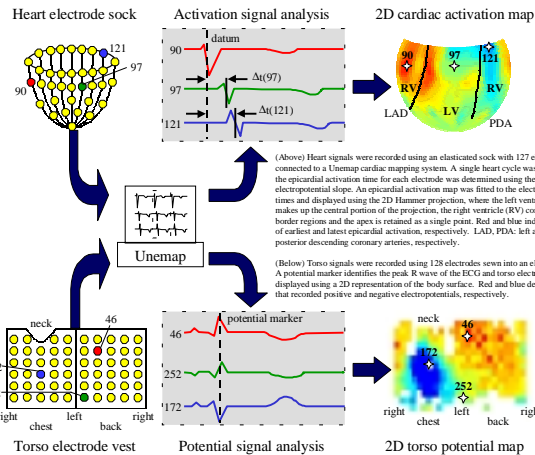 Heart electrode sock
Activation signal analysis
2D cardiac activation map
121
97
90
datum
90
97
121
Δt(97)
Δt(121)
90
97
121
RV
RV
LV
LAD
PDA
(Above) Heart signals were recorded using an elasticated sock with 127 e
connected to a Unemap cardiac mapping system. A single heart cycle was
the epicardial activation time for each electrode was determined using the
electropotential slope. An epicardial activation map was fitted to the elect
times and displayed using the 2D Hammer projection, where the left ventr
makes up the central portion of the projection, the right ventricle (RV) co
border regions and the apex is retained as a single point. Red and blue ind
of earliest and latest epicardial activation, respectively. LAD, PDA: left a
posterior descending coronary arteries, respectively.
(Below) Torso signals were recorded using 128 electrodes sewn into an el
A potential marker identifies the peak R wave of the ECG and torso electr
displayed using a 2D representation of the body surface. Red and blue de
that recorded positive and negative electropotentials, respectively.
Unemap
neck
46
right
left
right
chest
back
potential marker
46
252
172
46
172
252
right
left
right
chest
back
Torso electrode vest
Potential signal analysis
2D torso potential map